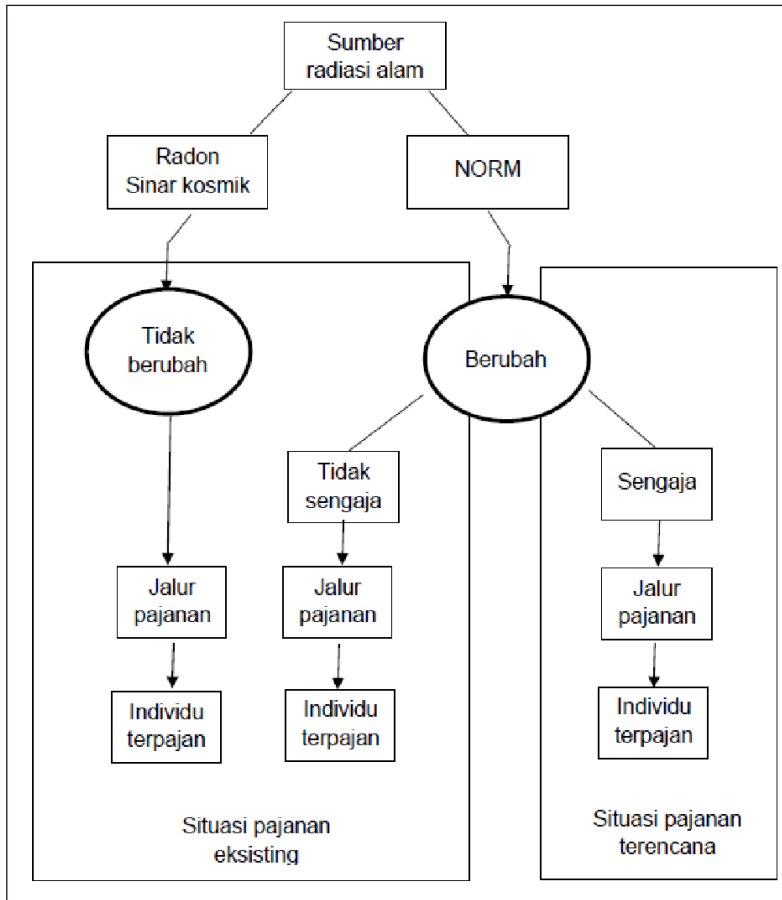 Sumber
radiasi alam
Radon
Sinar kosmik
NORM
Tidak
berubah
Berubah
Tidak
sengaja
Sengaja
Jalur
pajanan
Jalur
pajanan
Jalur
pajanan
Individu
terpajan
Individu
terpajan
Individu
terpajan
Situasi pajanan
eksisting
Situasi pajanan
terencana